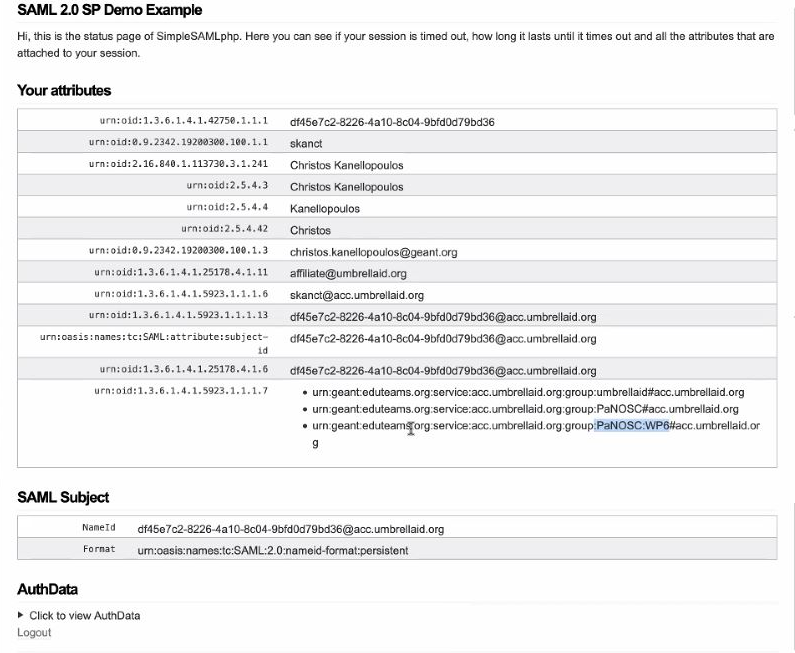 SAML 2.0 SP Demo Example
Hi, this is the status page of SimpleSAMLphp. Here you can see if your session is timed out, how long it lasts until it times out and all the attributes that are
attached to your session.
Your attributes
urn:oid:1.3.6.1.4.1.42750.1.1.1 df45e7c2-8226-4a10-8c04-9bfd0d79bd36
urn:oid:0.9.2342.19200300.100.1.1 skanct
urn:oid:2.16.840.1.113730.3.1.241 Christos Kanellopoulos
urn:oid:2.5.4.3 Christos Kanellopoulos
urn:oid:2.5.4.4 Kanellopoulos
urn:oid:2.5.4.42 Christos
urn:oid:0.9.2342.19200300.100.1.3 christos.kanellopoulos@geant.org
urn:oid:1.3.6.1.4.1.25178.4.1.11 affiliate@umbrellaid.org
urn:oid:1.3.6.1.4.1.5923.1.1.1.6 skanct@acc.umbrellaid.org
urn:oid:1.3.6.1.4.1.5923.1.1.1.13 df45e7c2-8226-4a10-8c04-9bfd0d79bd36@acc.umbrellaid.org
urn:oasis:names:tc:SAML:attribute:subject- df45e7c2-8226-4a10-8c04-9bfd0d79bd36@acc.umbrellaid.org
id
urn:oid:1.3.6.1.4.1.25178.4.1.6 df45e7c2-8226-4a10-8c04-9bfd0d79bd36@acc.umbrellaid.org
urn:oid:1.3.6.1.4.1.5923.1.1.1.7 • urn:geant:eduteams.org:service:acc.umbrellaid.org:group:umbrellaid#acc.umbrellaid.org
• urn:geant:eduteams.org:service:acc.umbrellaid.org:group:PaNOSC#acc.umbrellaid.org
• urn:geant:eduteams.org:service:acc.umbrellaid.org:group:PaNOSC:WP6#acc.umbrellaid.or
g
SAML Subject
NameId df45e7c2-8226-4a10-8c04-9bfd0d79bd36@acc.umbrellaid.org
Format urn:oasis:names:tc:SAML:2.0:nameid-format:persistent
AuthData
Click to view AuthData
Logout